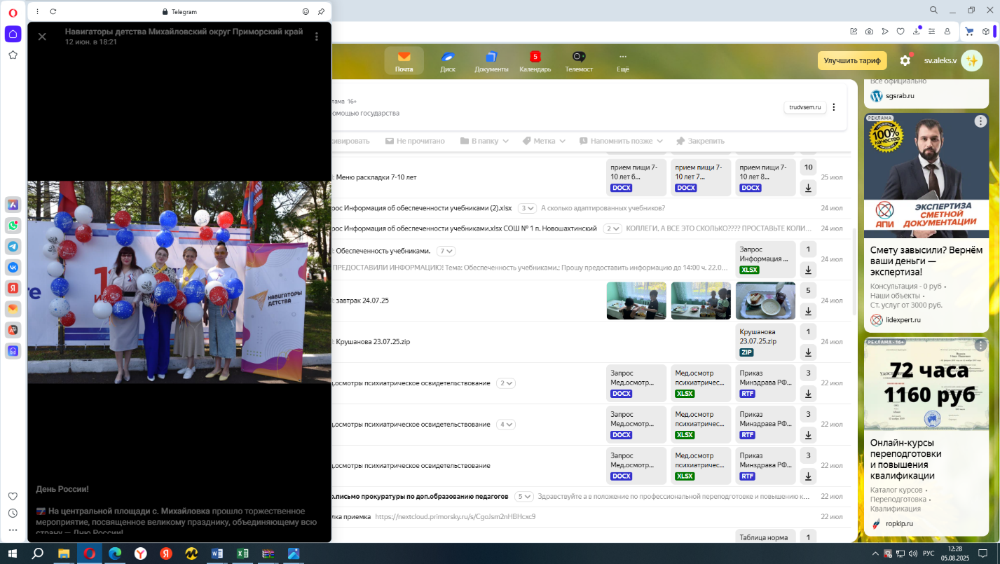 Telegram
Навигаторы детства Михайловский округ Приморский край
12 июн. в 18:21
НАВИГАТОРЫ
ДЕТСТВА
День России!
На центральной площади с. Михайловка прошло торжественное
мероприятие, посвященное великому празднику, объединяющему всю
страну — Дню России!
Почта
Диск
Документы
5
Календарь
Телемост
Ещё
Улучшить тариф
sv.aleks.v
лама 16+
омощью государства
trudvsem.ru
ивировать
Не прочитано
В папку
Метка
Напомнить позже
Закрепить
: Меню раскладки 7-10 лет
прием пищи 7-
10 лет 6...
DOCX
прием пищи 7-
10 лет 7...
DOCX
прием пищи 7-
10 лет 8...
DOCX
10
25 июл
рос Информация об обеспеченности учебниками (2).xlsx 3 А сколько адаптированных учебников? 24 июл
рос Информация об обеспеченности учебниками.xlsx СОШ № 1 п. Новошахтинский 2 КОЛЛЕГИ, А ВСЕ ЭТО СКОЛЬКО???? ПРОСТАВЬТЕ КОЛИ... 24 июл
: Обеспеченность учебниками. 7
ПРЕДОСТАВИЛИ ИНФОРМАЦИЮ! Тема: Обеспеченность учебниками.; Прошу предоставить информацию до 14:00 ч. 22.0...
Запрос
Информация ...
XLSX
1
24 июл
: завтрак 24.07.25
5
24 июл
: Крушанова 23.07.25.zip
Крушанова
23.07.25.zip
ZIP
1
24 июл
д.осмотры психиатрическое освидетельствование 2
Запрос
Мед.осмотр...
DOCX
Мед.осмотр
психиатричес...
XLSX
Приказ
Минздрава РФ...
RTF
3
22 июл
д.осмотры психиатрическое освидетельствование 4
Запрос
Мед.осмотр...
DOCX
Мед.осмотр
психиатричес...
XLSX
Приказ
Минздрава РФ...
RTF
3
22 июл
д.осмотры психиатрическое освидетельствование
Запрос
Мед.осмотр...
DOCX
Мед.осмотр
психиатричес...
XLSX
Приказ
Минздрава РФ...
RTF
3
22 июл
о.письмо прокуратуры по доп.образованию педагогов 5 Здравствуйте а в положение по профессиональной переподготовке и повышению к... 22 июл
лка приемка https://nextcloud.primorsky.ru/s/CgoJsm2nHBHcxc9 22 июл
Таблица норма
1
Все официально
sgsrab.ru
РЕКЛАМА
100%
КАЧЕСТВО
АПИ
ЭКСПЕРТИЗА
СМЕТНОЙ
ДОКУМЕНТАЦИИ
Смету завысили? Вернём
ваши деньги —
экспертиза!
Консультация - 0 руб •
Наши объекты •
Ст. услуг от 3000 руб.
lidexpert.ru
РЕКЛАМА • 16+
72 часа
1160 руб
Онлайн-курсы
переподготовки
и повышения
квалификации
Каталог курсов •
Переподготовка •
Квалификация
ropkip.ru
РУС
12:28
05.08.2025